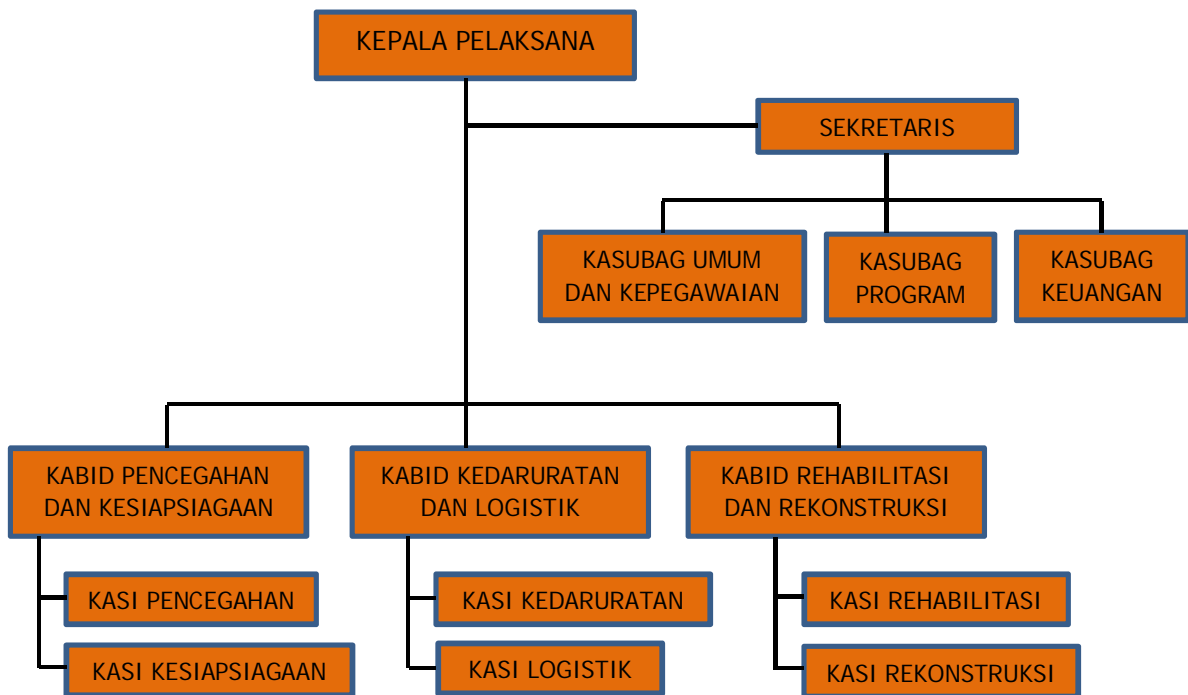 KEPALA PELAKSANA
SEKRETARIS
KASUBAG UMUM
DAN KEPEGAWAIAN
KASUBAG
PROGRAM
KASUBAG
KEUANGAN
KABID PENCEGAHAN
DAN KESIAPSIAGAAN
KABID KEDARURATAN
DAN LOGISTIK
KABID REHABILITASI
DAN REKONSTRUKSI
KASI PENCEGAHAN
KASI KESIAPSIAGAAN
KASI KEDARURATAN
KASI LOGISTIK
KASI REHABILITASI
KASI REKONSTRUKSI